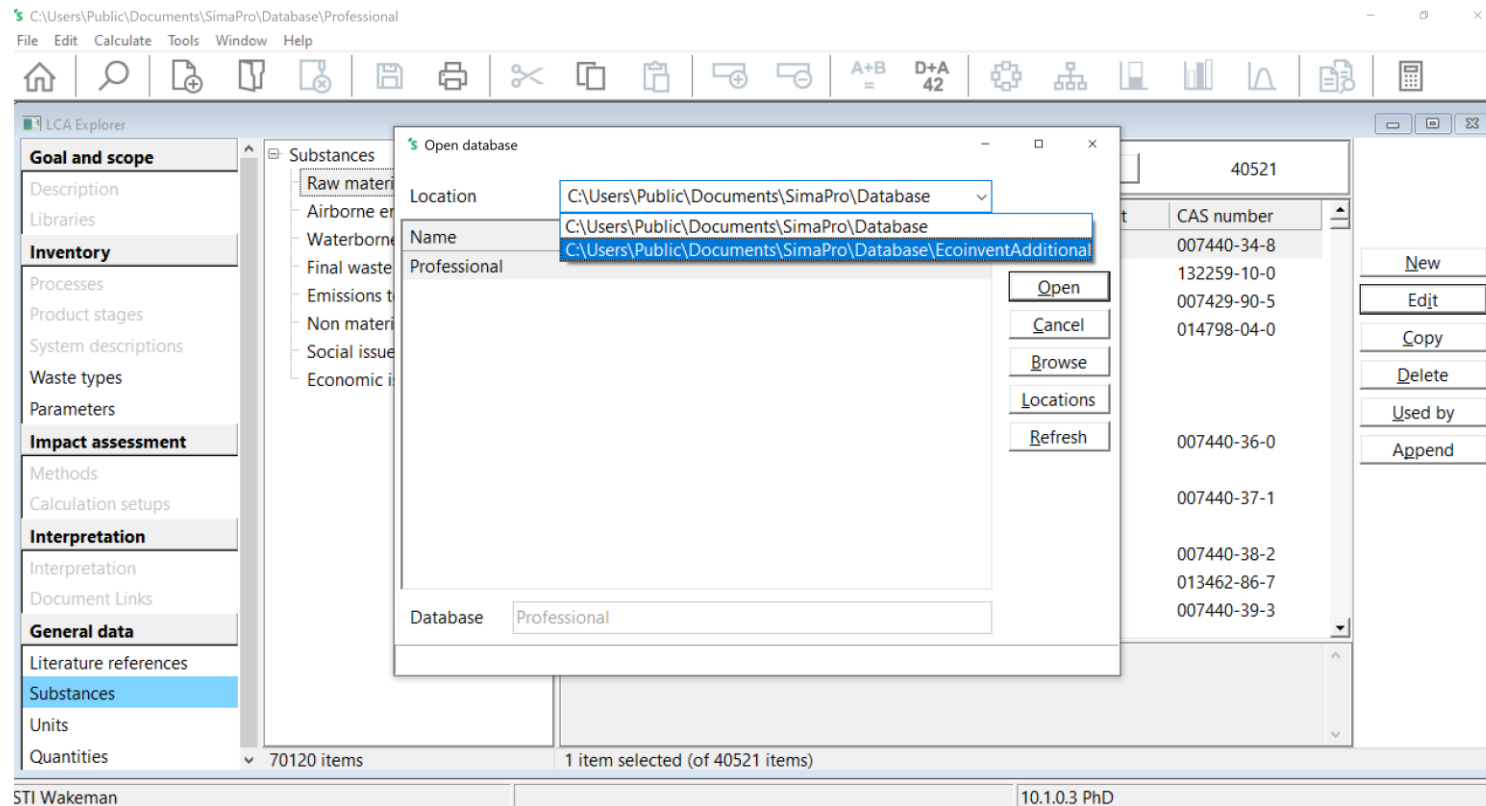 C:\Users\Public\Documents\SimaPro\Database\Professional
File Edit Calculate Tools Window Help
A+B
=
D+A
42
LCA Explorer
Goal and scope
Description
Libraries
Inventory
Processes
Product stages
System descriptions
Waste types
Parameters
Impact assessment
Methods
Calculation setups
Interpretation
Interpretation
Document Links
General data
Literature references
Substances
Units
Quantities
Substances
Raw materi
Airborne er
Waterborne
Final waste
Emissions t
Non materi
Social issue
Economic i
70120 items
Open database
Location C:\Users\Public\Documents\SimaPro\Database
C:\Users\Public\Documents\SimaPro\Database
C:\Users\Public\Documents\SimaPro\Database\EcoinventAdditional
Name
Professional
Open
Cancel
Browse
Locations
Refresh
Database Professional
40521
t CAS number
007440-34-8
132259-10-0
007429-90-5
014798-04-0
007440-36-0
007440-37-1
007440-38-2
013462-86-7
007440-39-3
New
Edit
Copy
Delete
Used by
Append
1 item selected (of 40521 items)
STI Wakeman
10.1.0.3 PhD